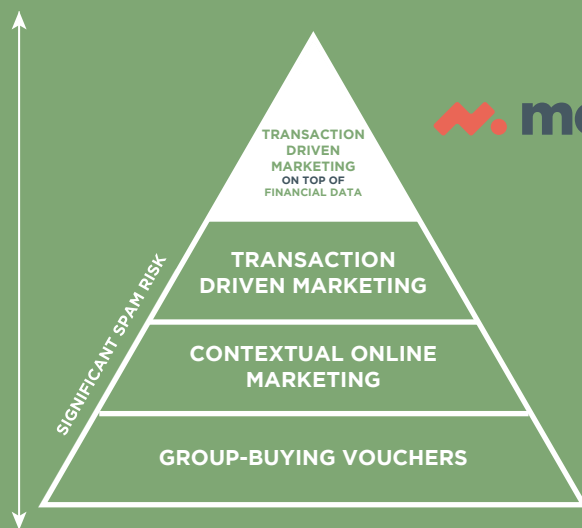 TRANSACTION
DRIVEN
MARKETING
ON TOP OF
FINANCIAL DATA
TRANSACTION
DRIVEN MARKETING
CONTEXTUAL ONLINE
MARKETING
GROUP-BUYING VOUCHERS
SIGNIFICANT SPAM RISK